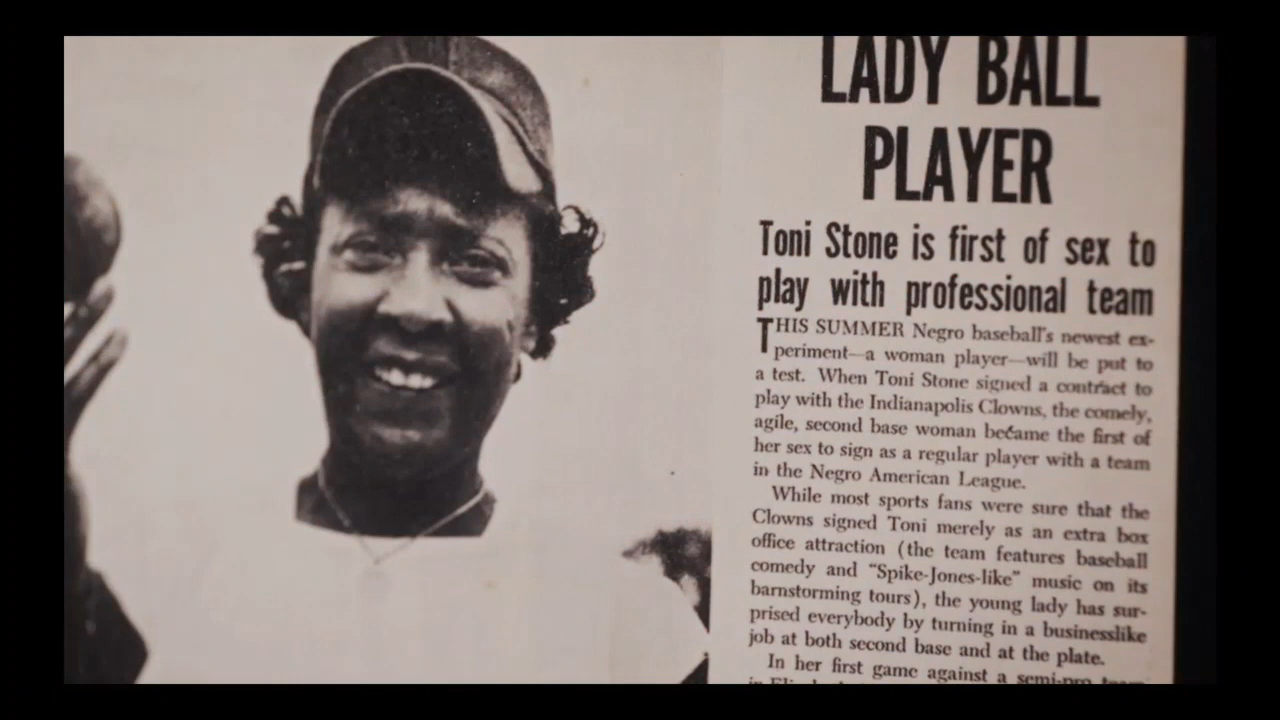 LADY BALL
PLAYER
Toni Stone is first of sex to
play with professional team
THIS SUMMER Negro baseball's newest ex-
periment—a woman player—will be put to
a test. When Toni Stone signed a contract to
play with the Indianapolis Clowns, the comely,
agile, second base woman became the first of
her sex to sign as a regular player with a team
in the Negro American League.
While most sports fans were sure that the
Clowns signed Toni merely as an extra box
office attraction (the team features baseball
comedy and “Spike-Jones-like” music on its
barnstorming tours), the young lady has sur-
prised everybody by turning in a businesslike
job at both second base and at the plate.
In her first game against a semi-pro